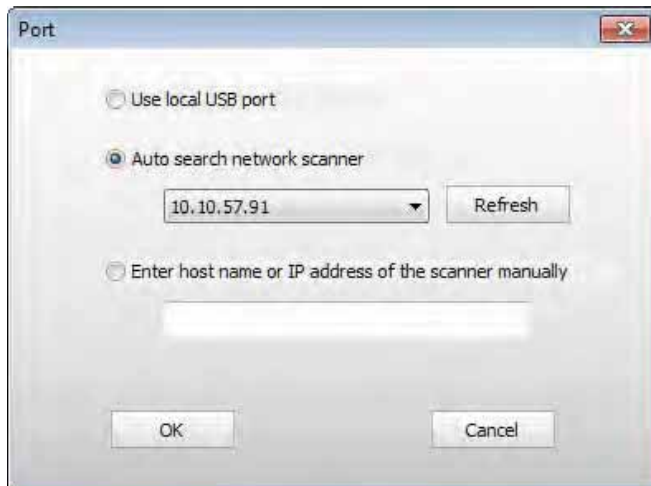 Port
Use local USB port
Auto search network scanner
10.10.57.91
Refresh
Enter host name or IP address of the scanner manually
OK
Cancel